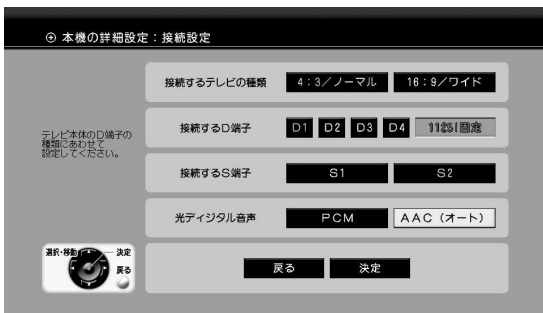 ⊕ 本機の詳細設定：接続設定
接続するテレビの種類 4：3／ノーマル 16：9／ワイド
テレビ本体のD端子の
種類にあわせて
設定してください。
接続するD端子 D1 D2 D3 D4 1125I固定
接続するS端子 S1 S2
光ディジタル音声 PCM AAC（オート）
選択・移動 決定
戻る
戻る 決定